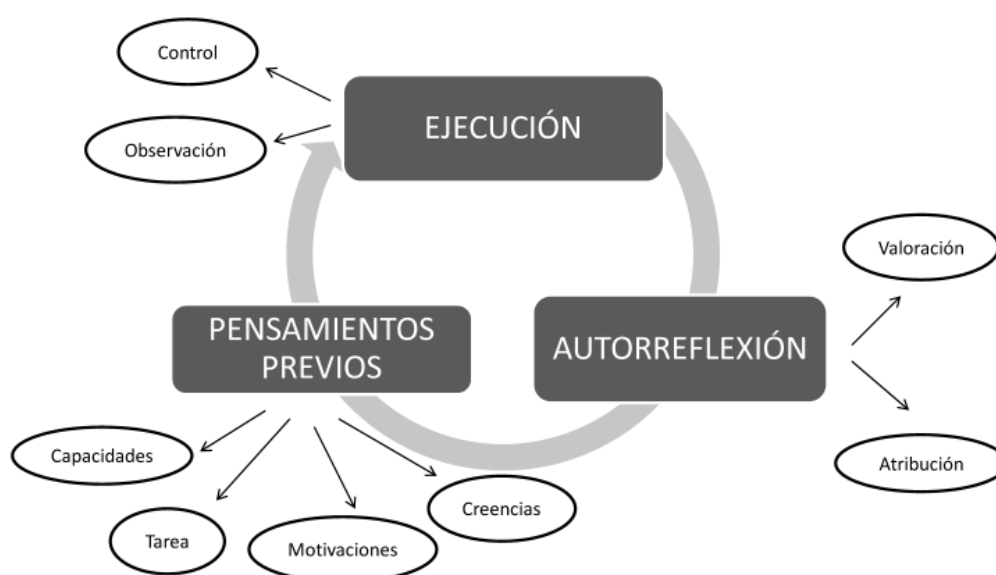 Control
EJECUCIÓN
Observación
Valoración
PENSAMIENTOS
PREVIOS
AUTORREFLEXIÓN
Capacidades
Atribución
Creencias
Tarea
Motivaciones